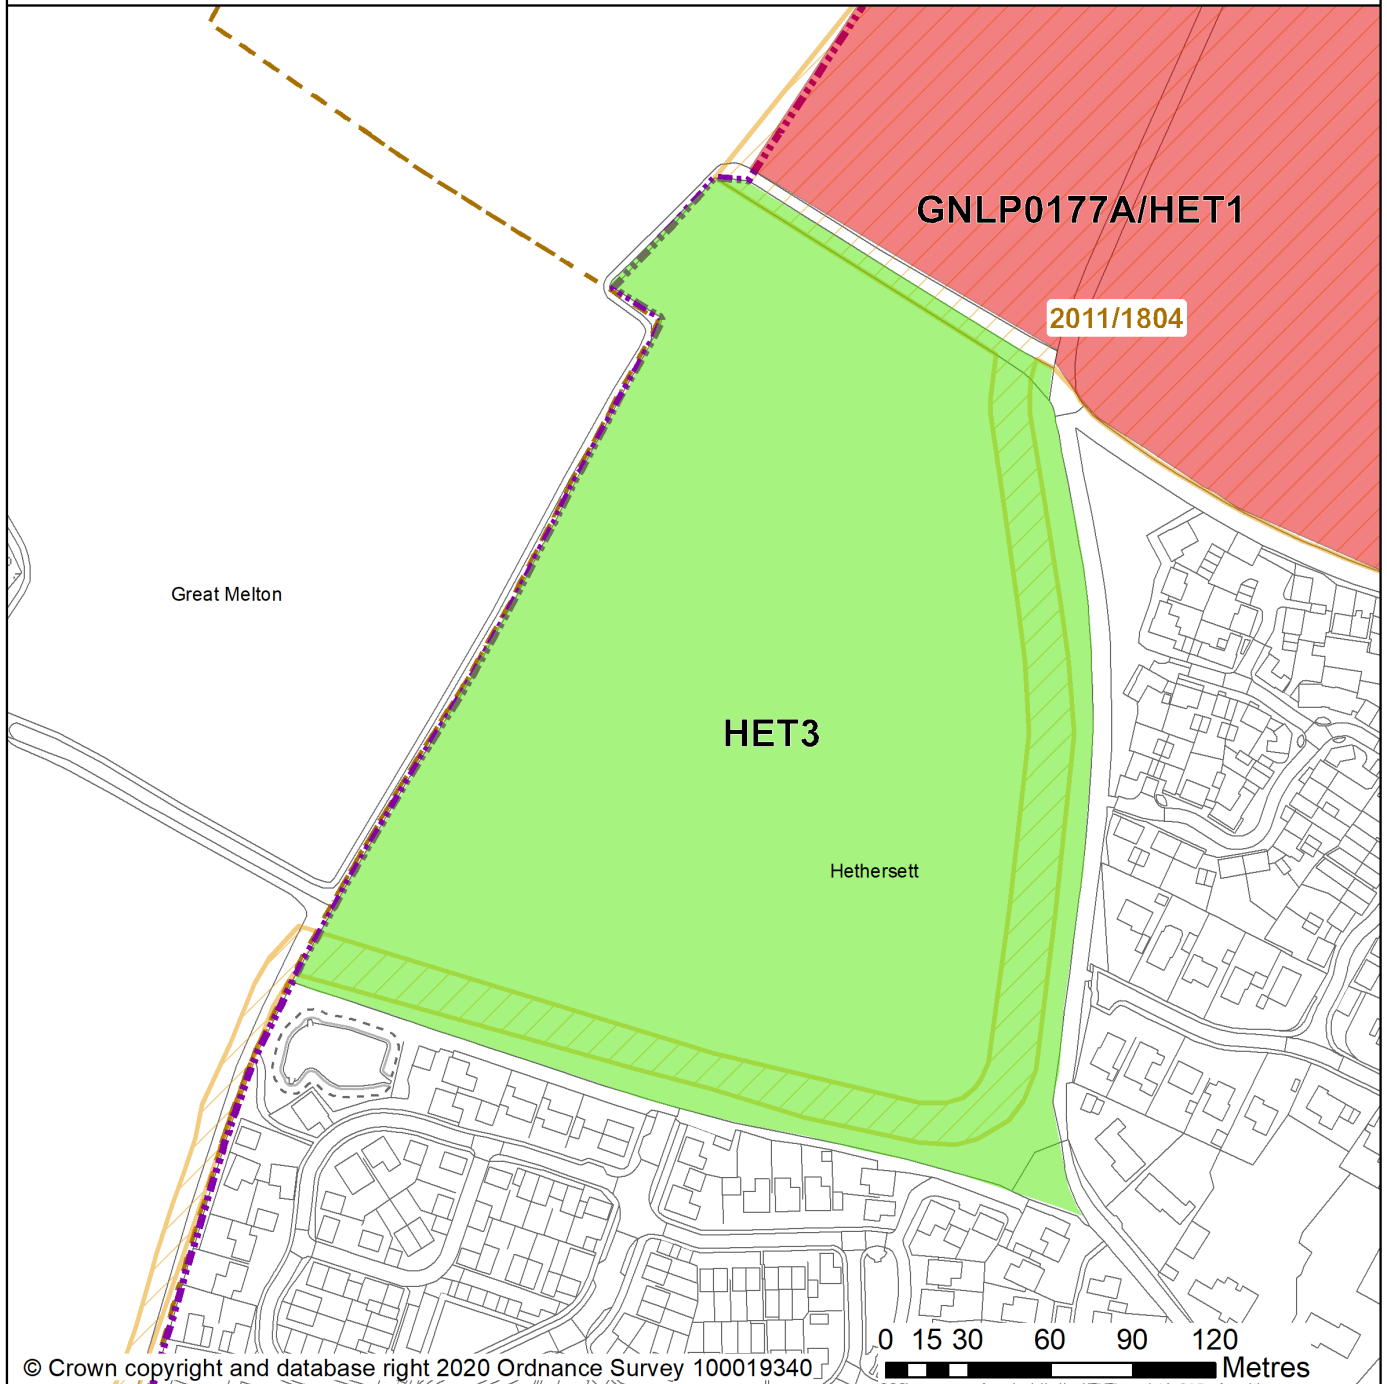 GNLP0177A/HET1
2011/1804
Great Melton
HET3
Hethersett
0 15 30 60 90 120
Metres
© Crown copyright and database right 2020 Ordnance Survey 100019340